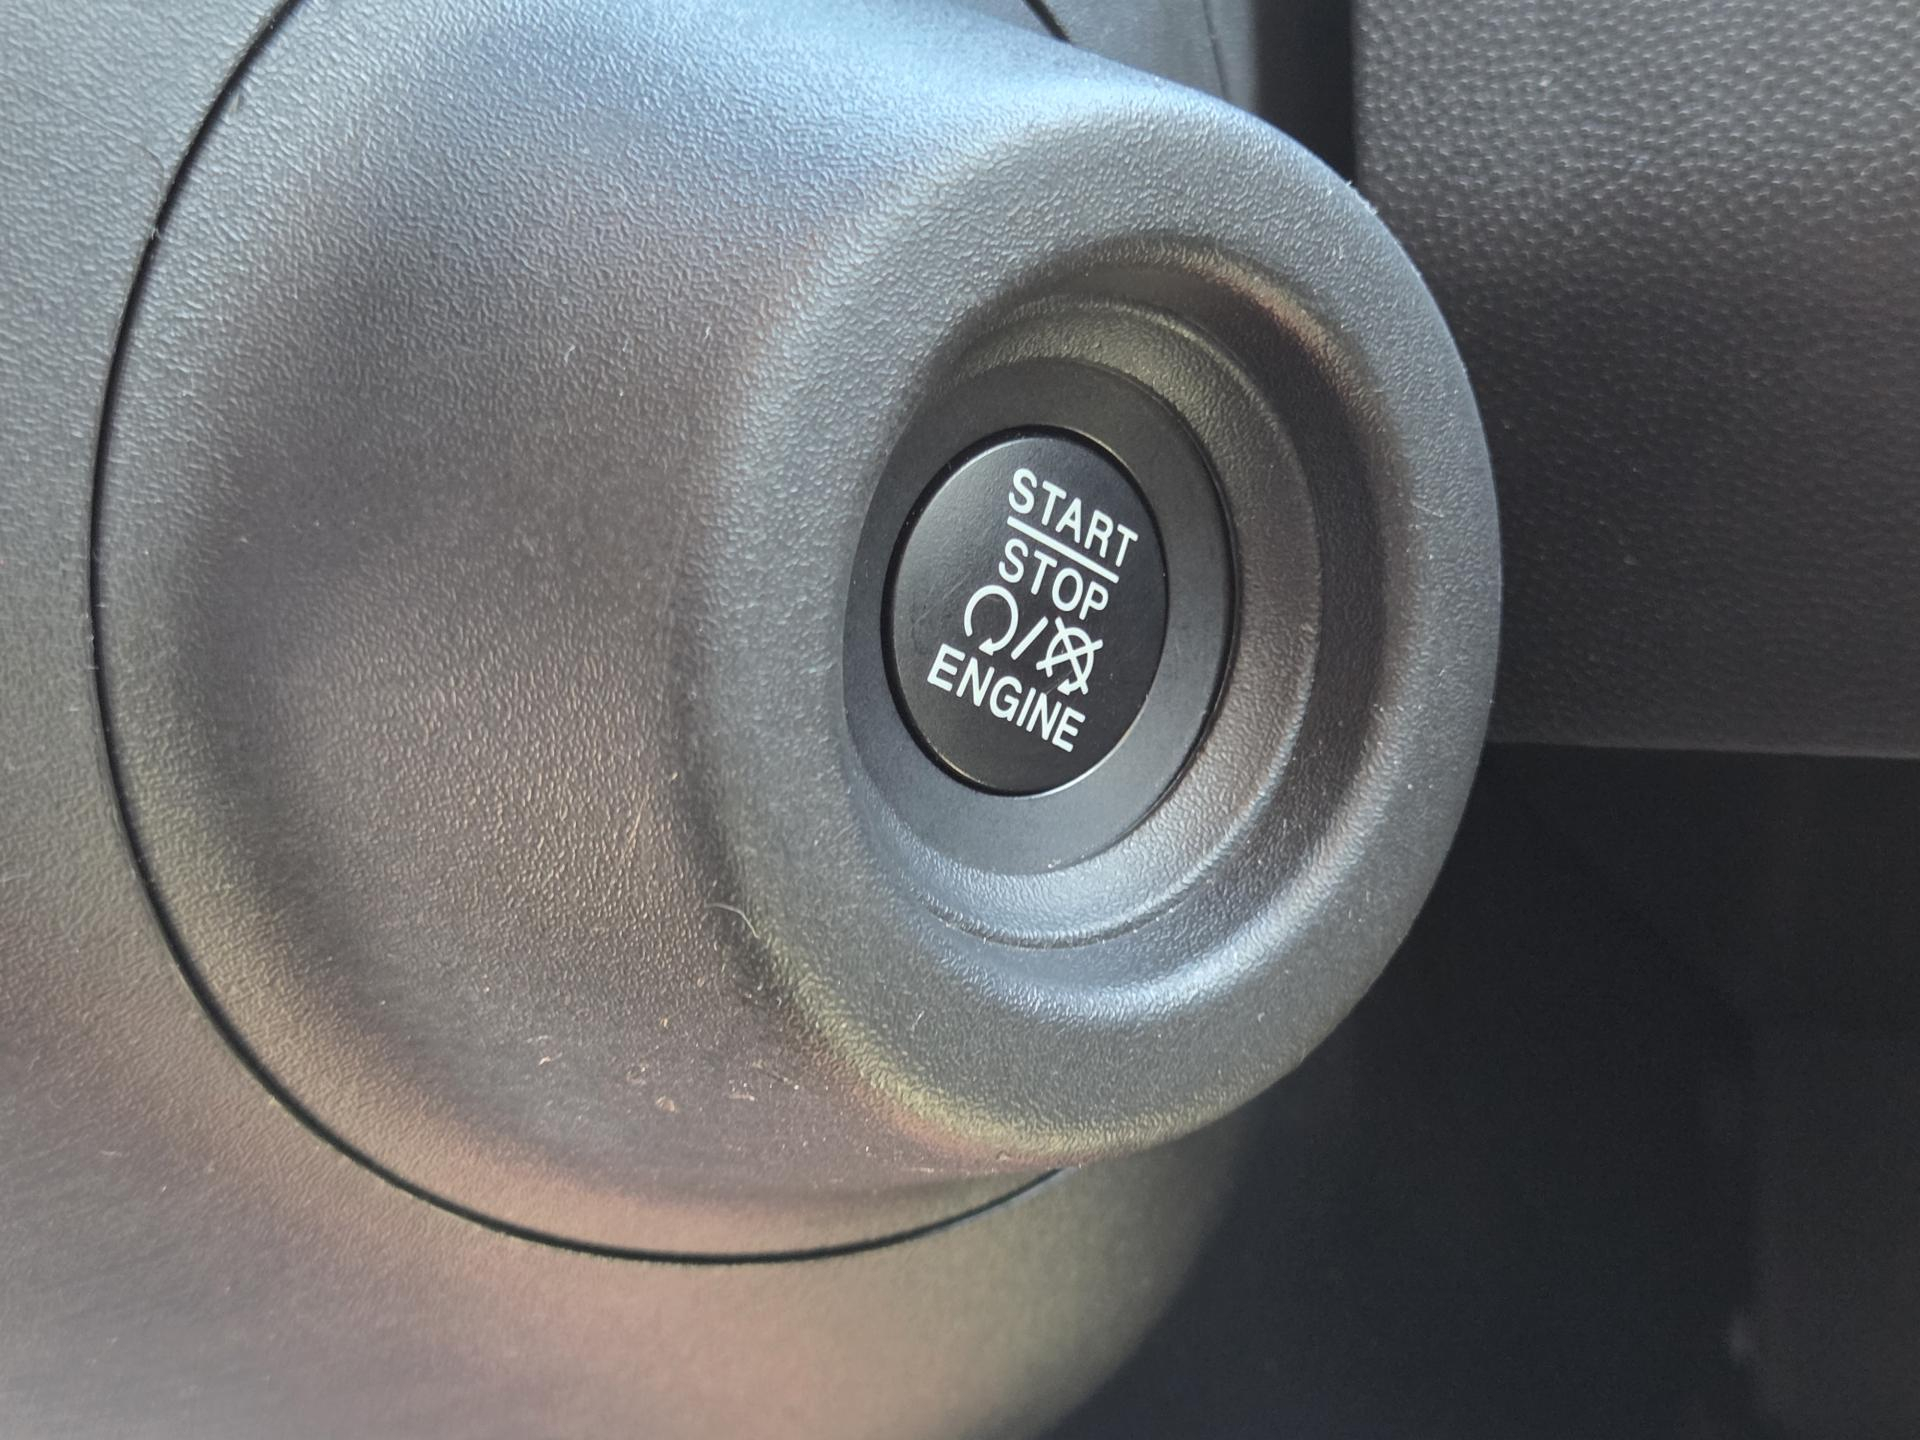 START
STOP
/
ENGINE